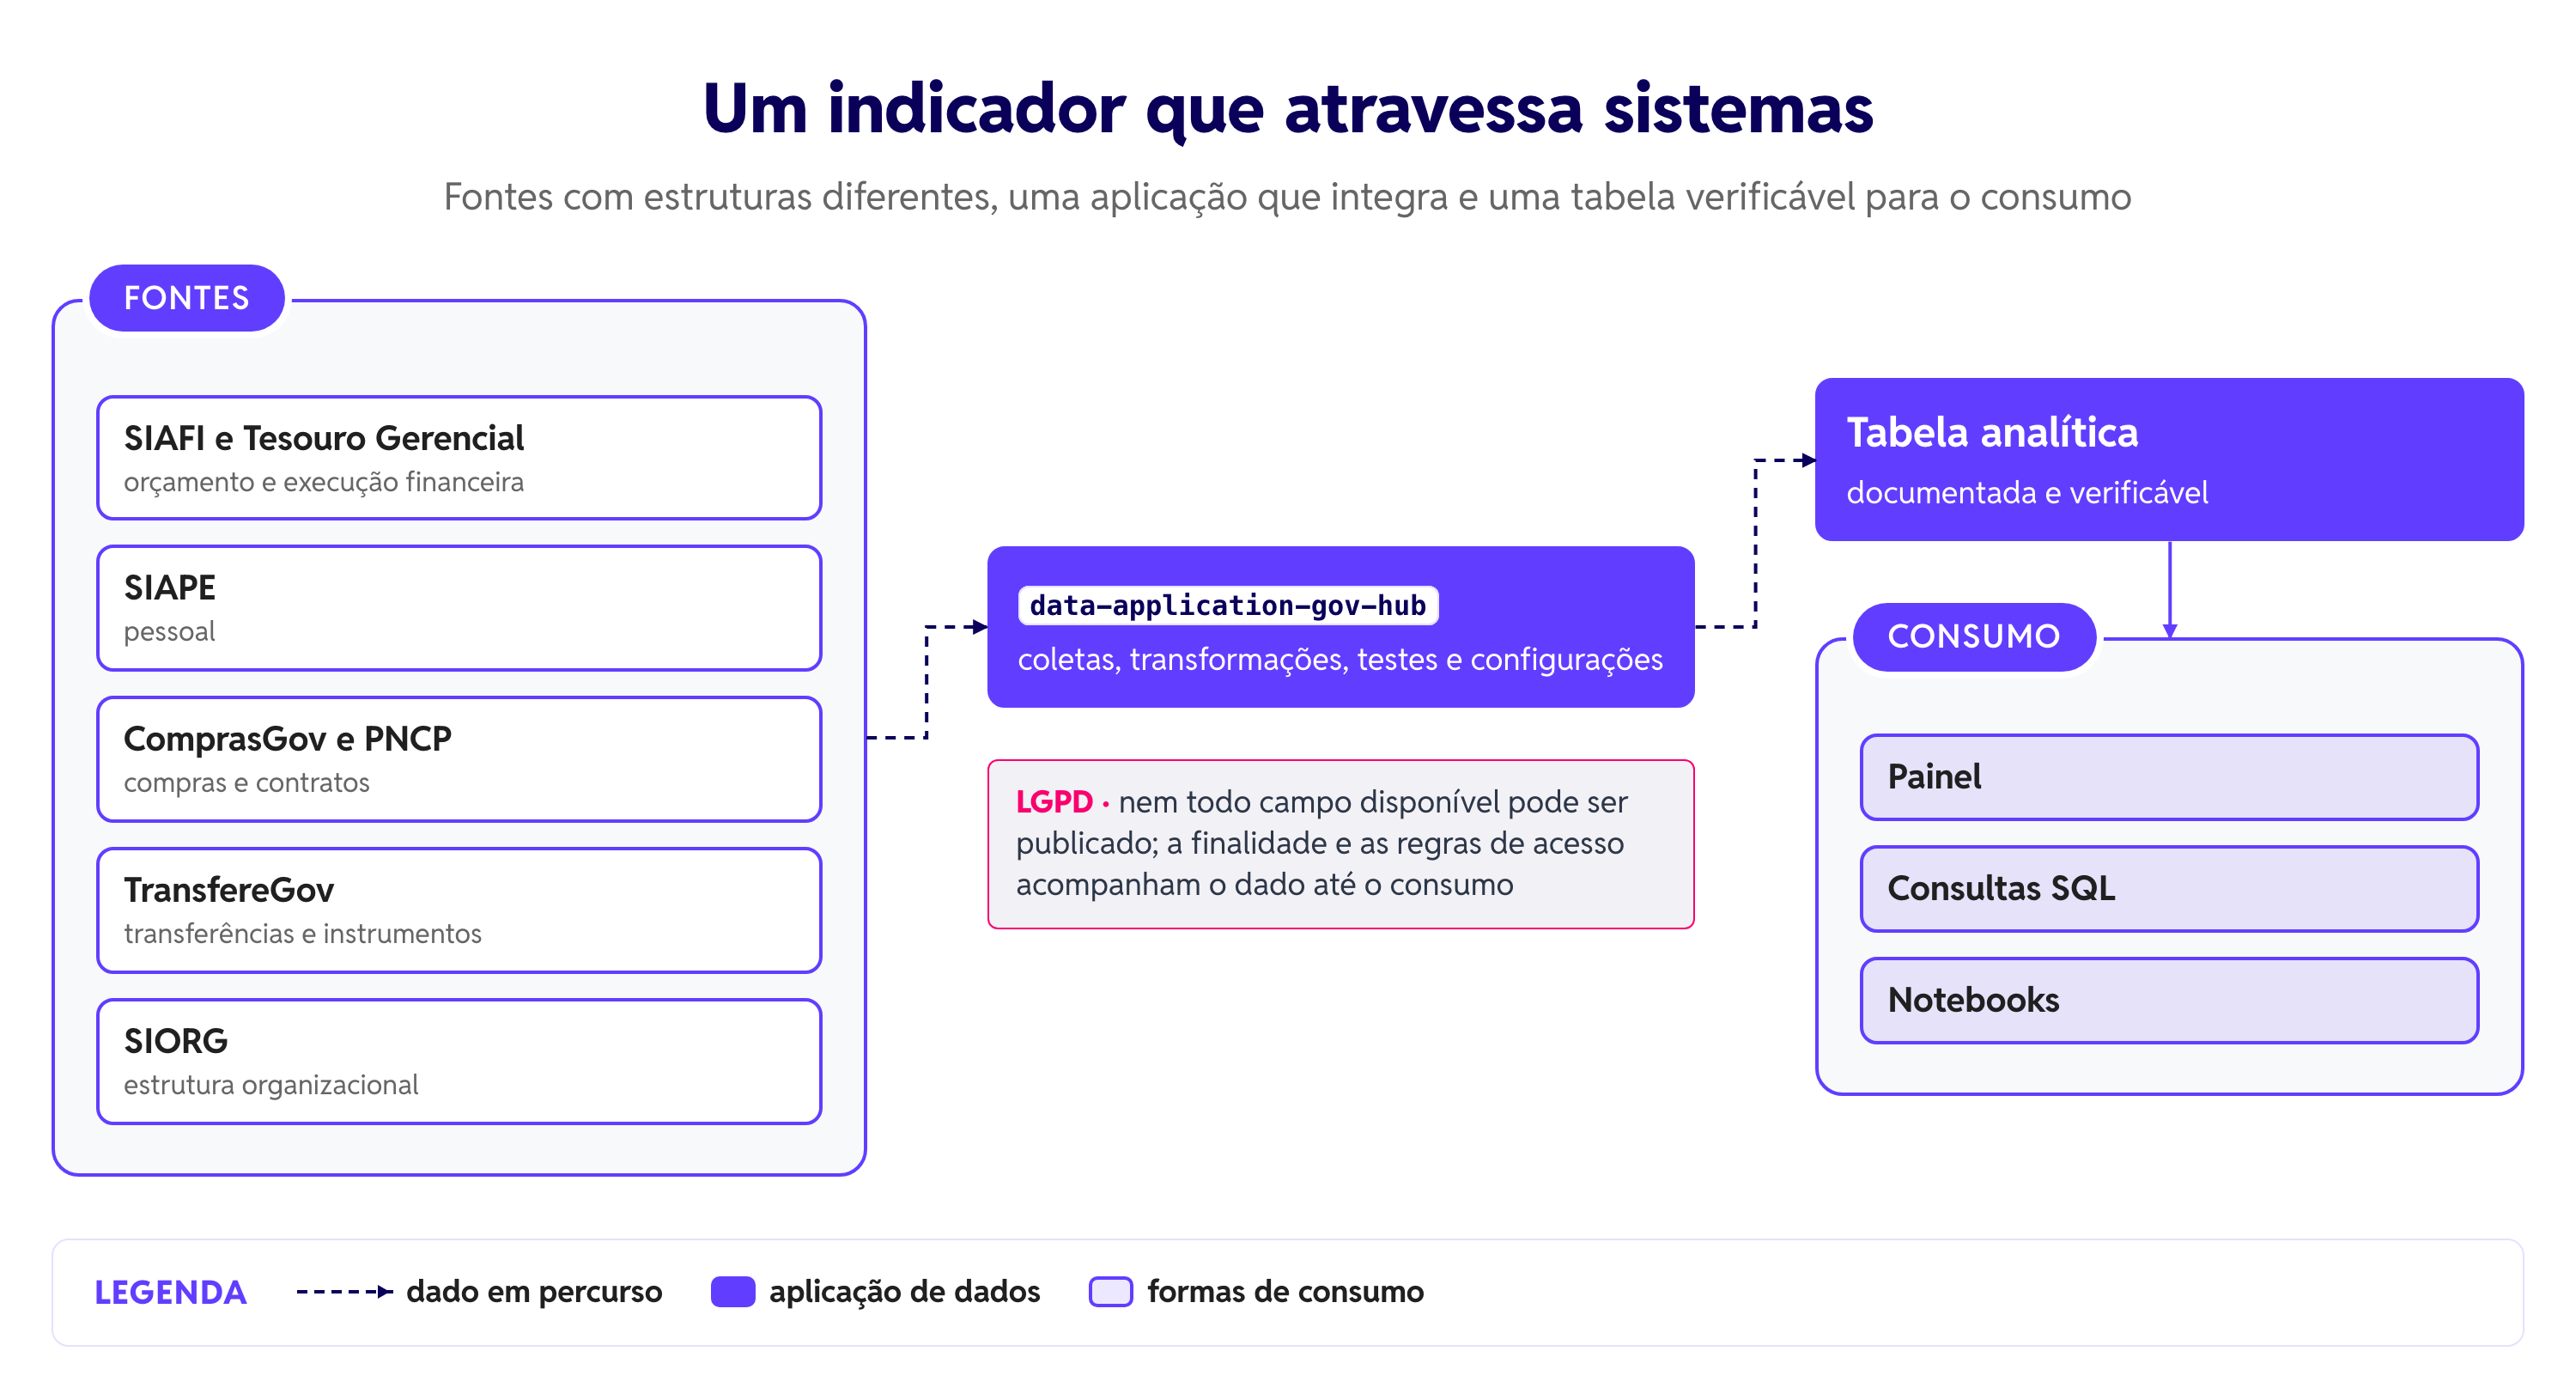 Um indicador que atravessa sistemas
Fontes com estruturas diferentes, uma aplicação que integra e uma tabela verificável para o consumo
FONTES
SIAFI e Tesouro Gerencial
orçamento e execução financeira
SIAPE
pessoal
ComprasGov e PNCP
compras e contratos
TransfereGov
transferências e instrumentos
SIORG
estrutura organizacional
data-application-gov-hub
coletas, transformações, testes e configurações
LGPD · nem todo campo disponível pode ser
publicado; a finalidade e as regras de acesso
acompanham o dado até o consumo
Tabela analítica
documentada e verificável
CONSUMO
Painel
Consultas SQL
Notebooks
LEGENDA
dado em percurso
aplicação de dados
formas de consumo